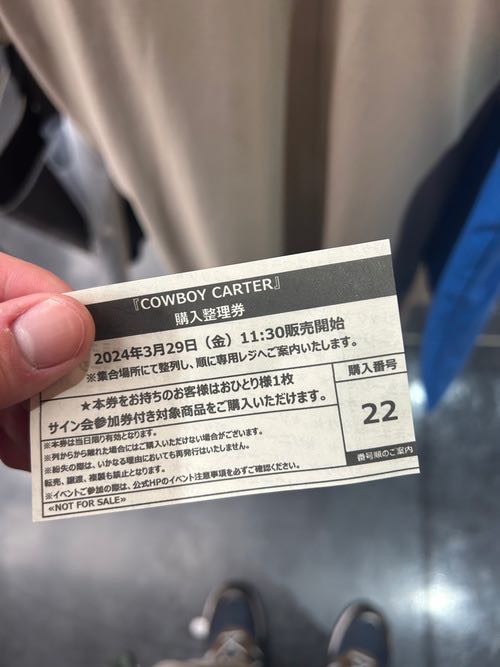 『COWBOY CARTER』
購入整理券
2024年3月29日（金）11:30販売開始
※集合場所にて整列し、順に専用レジへご案内いたします。
★本券をお持ちのお客様はおひとり様1枚
サイン会参加券付き対象商品をご購入いただけます。
※本券は当日限り有効となります。
※列からから離れた場合にはご購入いただけない場合がございます。
※紛失の際は、いかなる理由においても再発行はいたしません。
転売、譲渡、複製も禁止となります。
※イベントご参加の際は、公式HPのイベント注意事項を必ずご確認ください。
≪NOT FOR SALE≫
購入番号
22
番号順のご案内